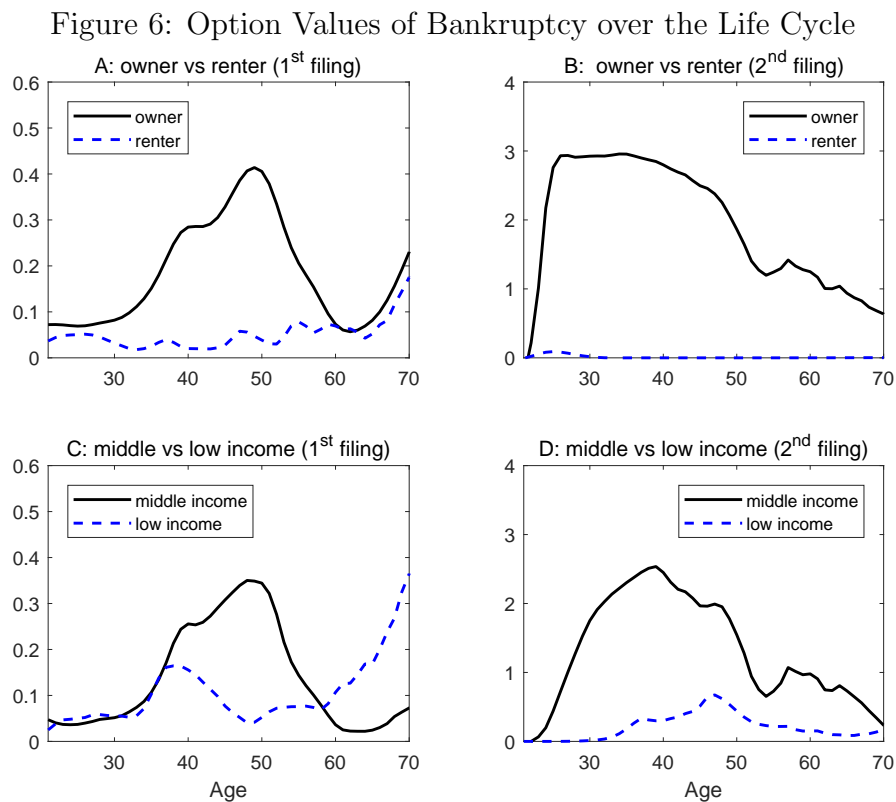 Figure 6: Option Values of Bankruptcy over the Life Cycle
A: owner vs renter (1st filing)
0.6
0.5
0.4
0.3
0.2
0.1
0
owner
renter
30 40 50 60 70
B: owner vs renter (2nd filing)
4
3
2
1
0
owner
renter
30 40 50 60 70
C: middle vs low income (1st filing)
0.6
0.5
0.4
0.3
0.2
0.1
0
middle income
low income
30 40 50 60 70
Age
D: middle vs low income (2nd filing)
4
3
2
1
0
middle income
low income
30 40 50 60 70
Age